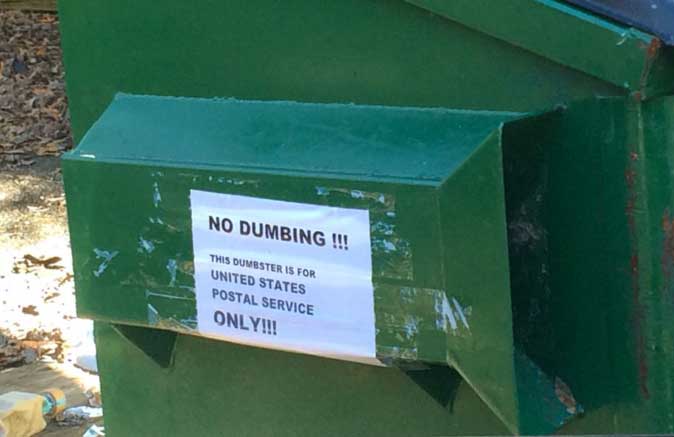 NO DUMBING !!!
THIS DUMBSTER IS FOR
UNITED STATES
POSTAL SERVICE
ONLY!!!